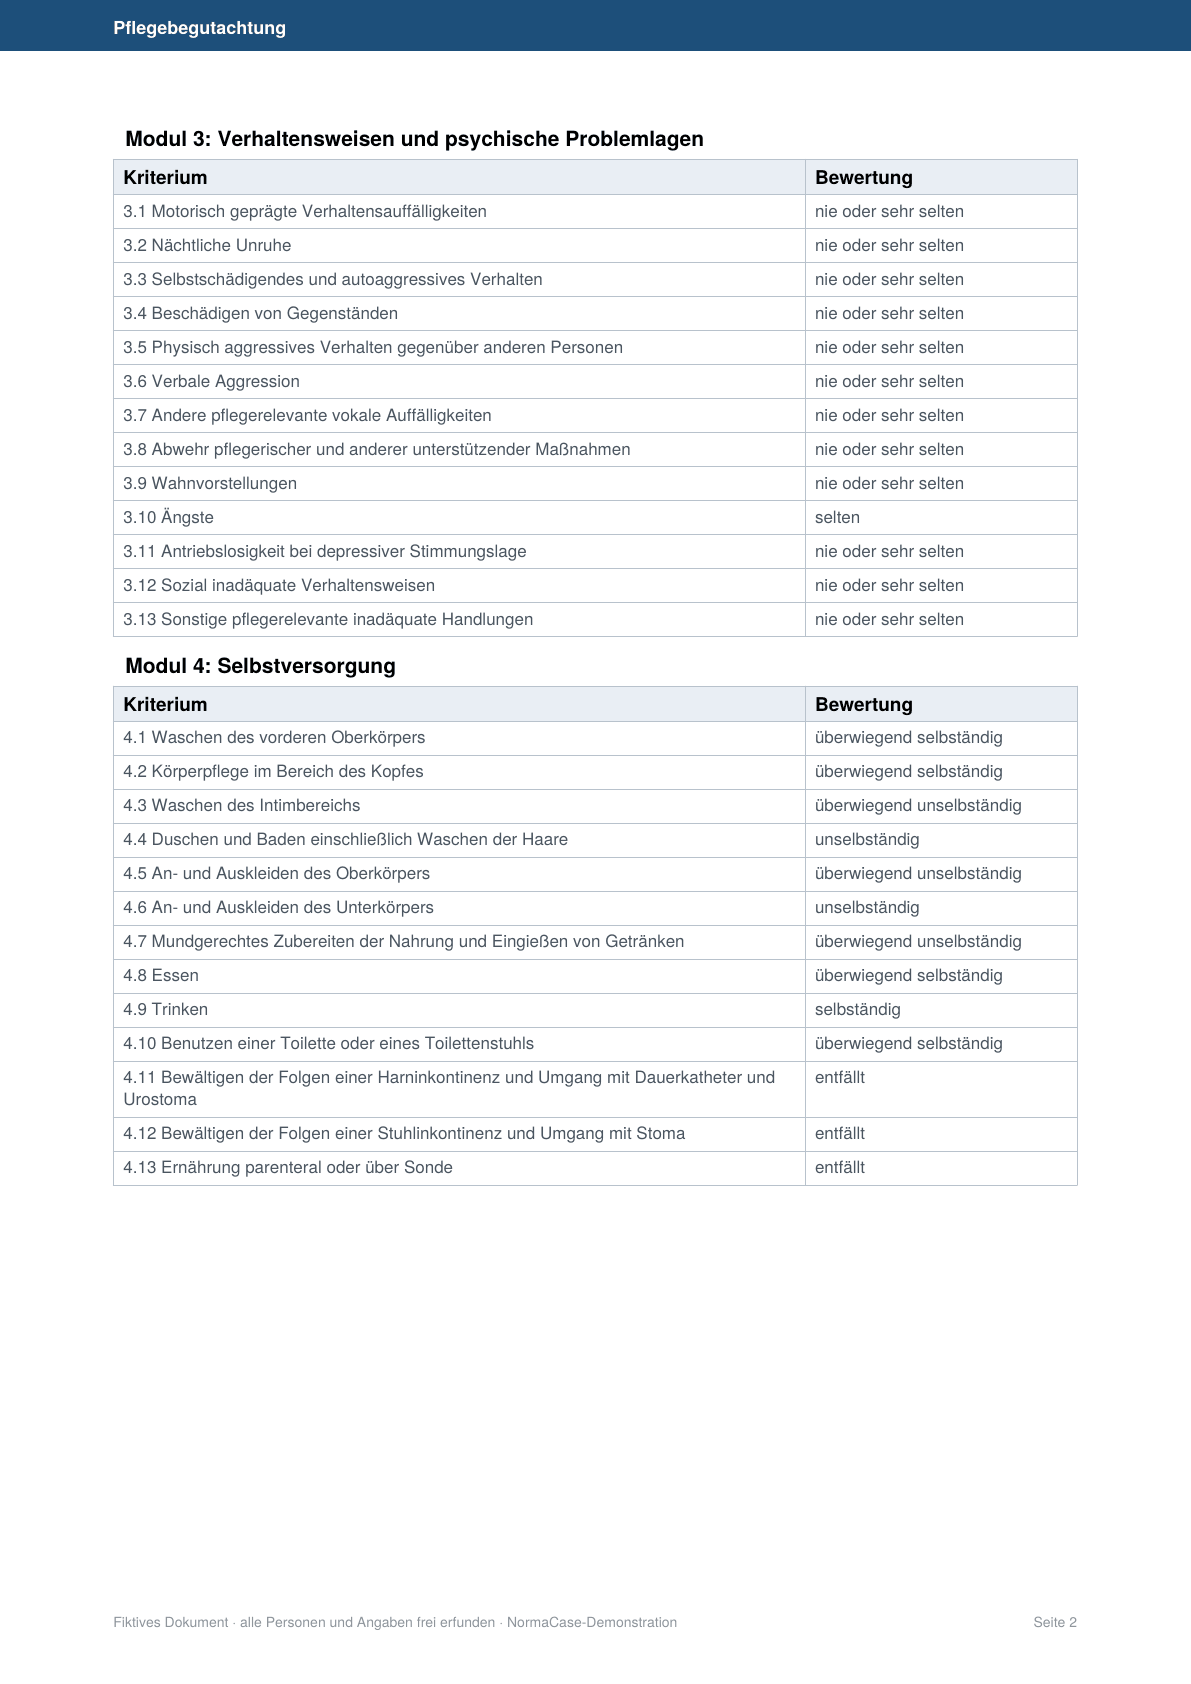 Pflegebegutachtung
Modul 3: Verhaltensweisen und psychische Problemlagen
Kriterium Bewertung
3.1 Motorisch geprägte Verhaltensauffälligkeiten nie oder sehr selten
3.2 Nächtliche Unruhe nie oder sehr selten
3.3 Selbstschädigendes und autoaggressives Verhalten nie oder sehr selten
3.4 Beschädigen von Gegenständen nie oder sehr selten
3.5 Physisch aggressives Verhalten gegenüber anderen Personen nie oder sehr selten
3.6 Verbale Aggression nie oder sehr selten
3.7 Andere pflegerelevante vokale Auffälligkeiten nie oder sehr selten
3.8 Abwehr pflegerischer und anderer unterstützender Maßnahmen nie oder sehr selten
3.9 Wahnvorstellungen nie oder sehr selten
3.10 Ängste selten
3.11 Antriebslosigkeit bei depressiver Stimmungslage nie oder sehr selten
3.12 Sozial inadäquate Verhaltensweisen nie oder sehr selten
3.13 Sonstige pflegerelevante inadäquate Handlungen nie oder sehr selten
Modul 4: Selbstversorgung
Kriterium Bewertung
4.1 Waschen des vorderen Oberkörpers überwiegend selbständig
4.2 Körperpflege im Bereich des Kopfes überwiegend selbständig
4.3 Waschen des Intimbereichs überwiegend unselbständig
4.4 Duschen und Baden einschließlich Waschen der Haare unselbständig
4.5 An- und Auskleiden des Oberkörpers überwiegend unselbständig
4.6 An- und Auskleiden des Unterkörpers unselbständig
4.7 Mundgerechtes Zubereiten der Nahrung und Eingießen von Getränken überwiegend unselbständig
4.8 Essen überwiegend selbständig
4.9 Trinken selbständig
4.10 Benutzen einer Toilette oder eines Toilettenstuhls überwiegend selbständig
4.11 Bewältigen der Folgen einer Harninkontinenz und Umgang mit Dauerkatheter und entfällt
Urostoma
4.12 Bewältigen der Folgen einer Stuhlinkontinenz und Umgang mit Stoma entfällt
4.13 Ernährung parenteral oder über Sonde entfällt
Fiktives Dokument · alle Personen und Angaben frei erfunden · NormaCase-Demonstration Seite 2